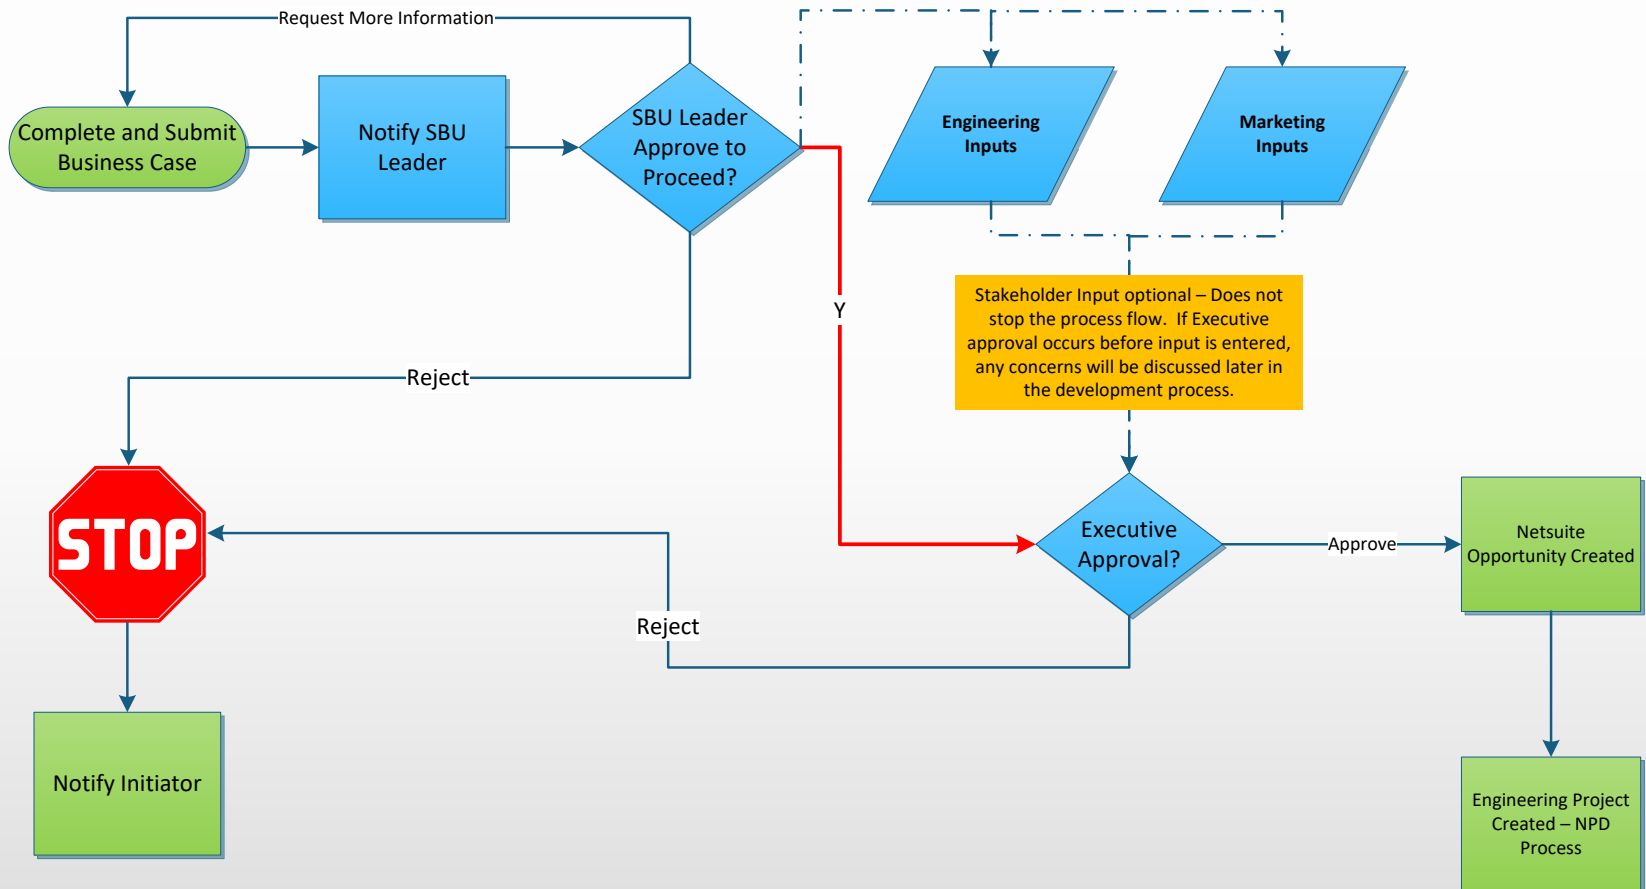 Request More Information
Complete and Submit
Business Case
Notify SBU
Leader
SBU Leader
Approve to
Proceed?
Engineering
Inputs
Marketing
Inputs
Y
Stakeholder Input optional – Does not
stop the process flow.  If Executive
approval occurs before input is entered,
any concerns will be discussed later in
the development process.
Reject
STOP
Executive
Approval?
Approve
Netsuite
Opportunity Created
Reject
Notify Initiator
Engineering Project
Created – NPD
Process